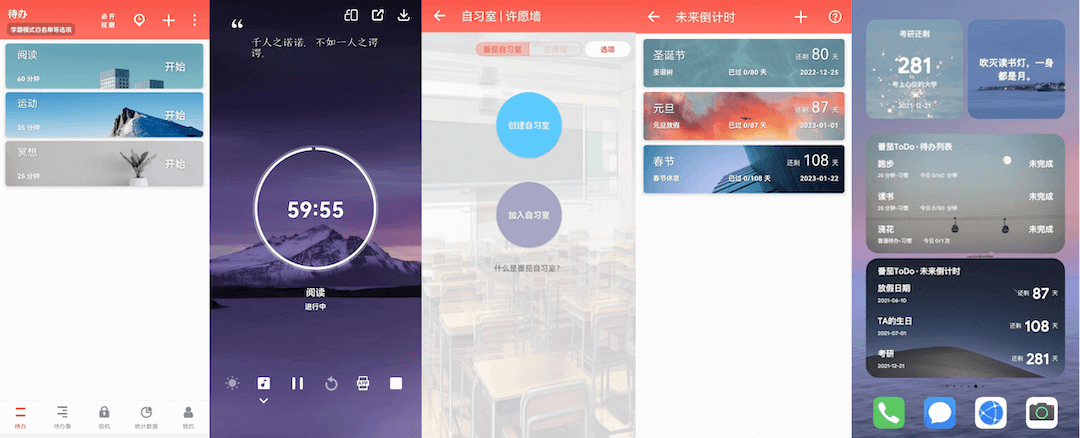 待办
必开
权限
学霸模式白名单等选项
阅读
60 分钟
开始
运动
35 分钟
开始
冥想
25 分钟
开始
待办
待办集
锁机
统计数据
我的
千人之诺诺，不如一人之谔
谔。
59:55
阅读
进行中
APP
自习室 | 许愿墙
番茄自习室
许愿墙
选项
创建自习室
加入自习室
什么是番茄自习室?
未来倒计时
圣诞节
还剩 80 天
圣诞树
已过 0/80 天
2022-12-25
元旦
还剩 87 天
元旦放假
已过 0/87 天
2023-01-01
春节
还剩 108 天
春节休息
已过 0/108 天
2023-01-22
考研还剩
281 天
考上心仪的大学
2021-12-21
吹灭读书灯，一身
都是月。
番茄ToDo · 待办列表
跑步
未完成
25 分钟-习惯
今日 0/60 分钟
读书
未完成
25 分钟-习惯
今日 0/50 分钟
浇花
未完成
普通待办-习惯
今日 0/1 次
番茄ToDo · 未来倒计时
放假日期
还剩 87 天
2021-06-10
TA的生日
还剩 108 天
2021-07-01
考研
还剩 281 天
2021-12-21